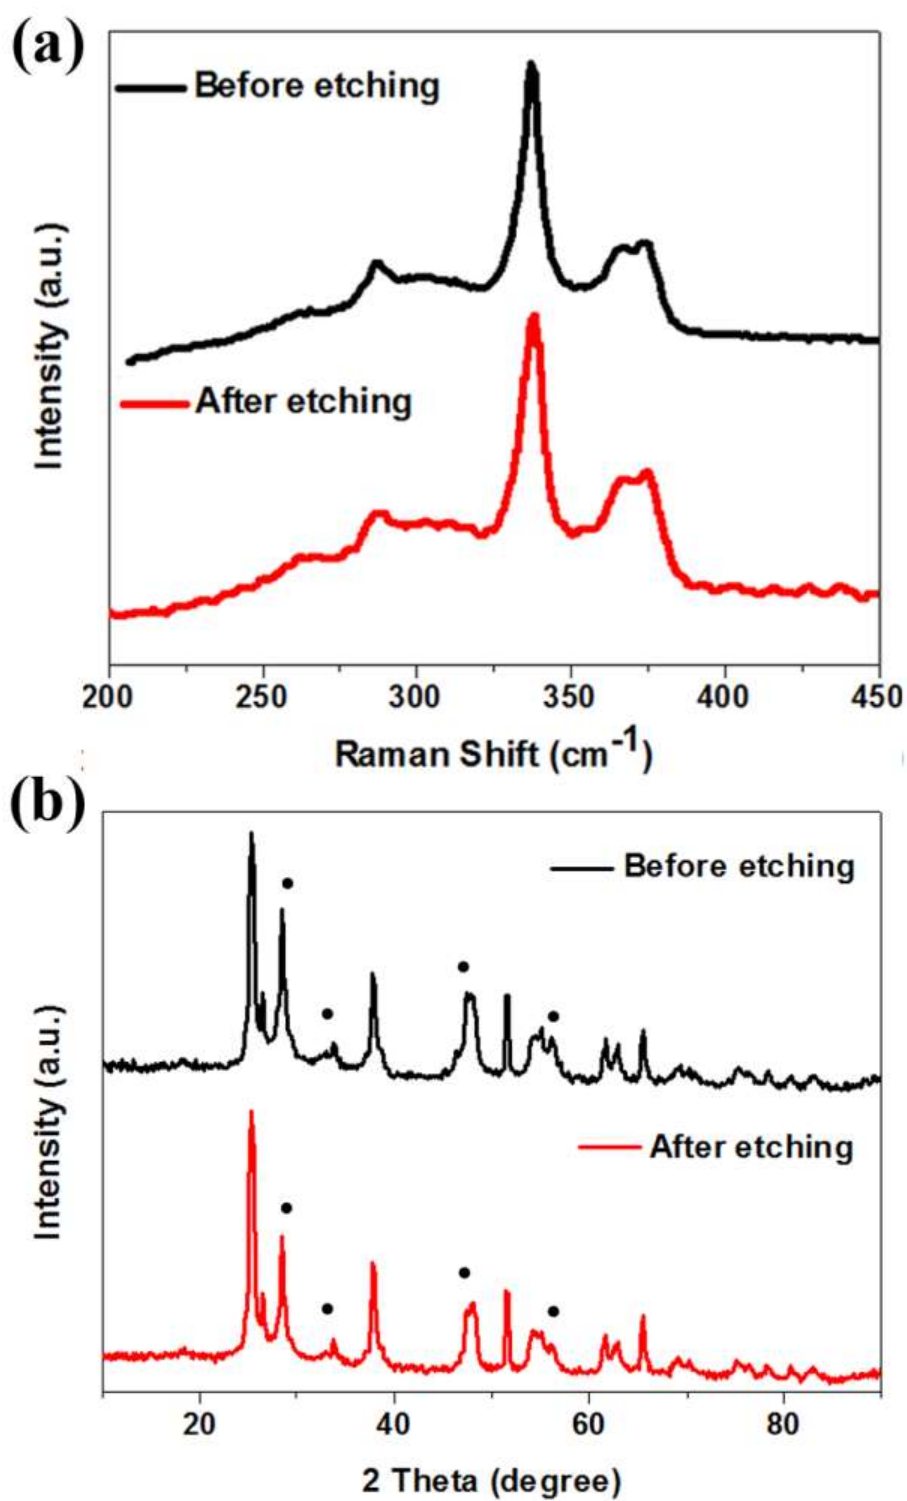 (a)
Before etching
After etching
Intensity (a.u.)
200 250 300 350 400 450
Raman Shift (cm-1)
(b)
Before etching
After etching
Intensity (a.u.)
20 40 60 80
2 Theta (degree)